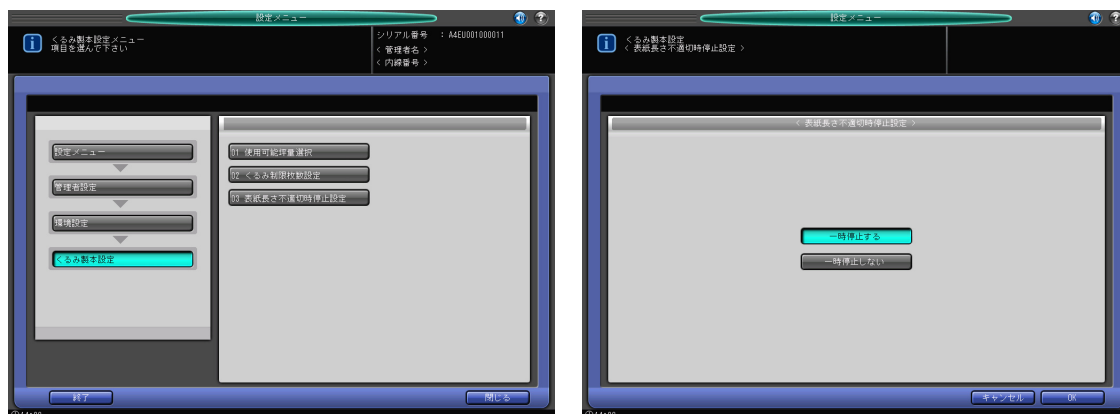 設定メニュー
くるみ製本設定メニュー
項目を選んで下さい
シリアル番号 : A4EU001000011
< 管理者名 >
< 内線番号 >
設定メニュー
管理者設定
環境設定
くるみ製本設定
01 使用可能坪量選択
02 くるみ制限枚数設定
03 表紙長さ不適切時停止設定
終了
閉じる
設定メニュー
くるみ製本設定
< 表紙長さ不適切時停止設定 >
< 表紙長さ不適切時停止設定 >
一時停止する
一時停止しない
キャンセル
OK